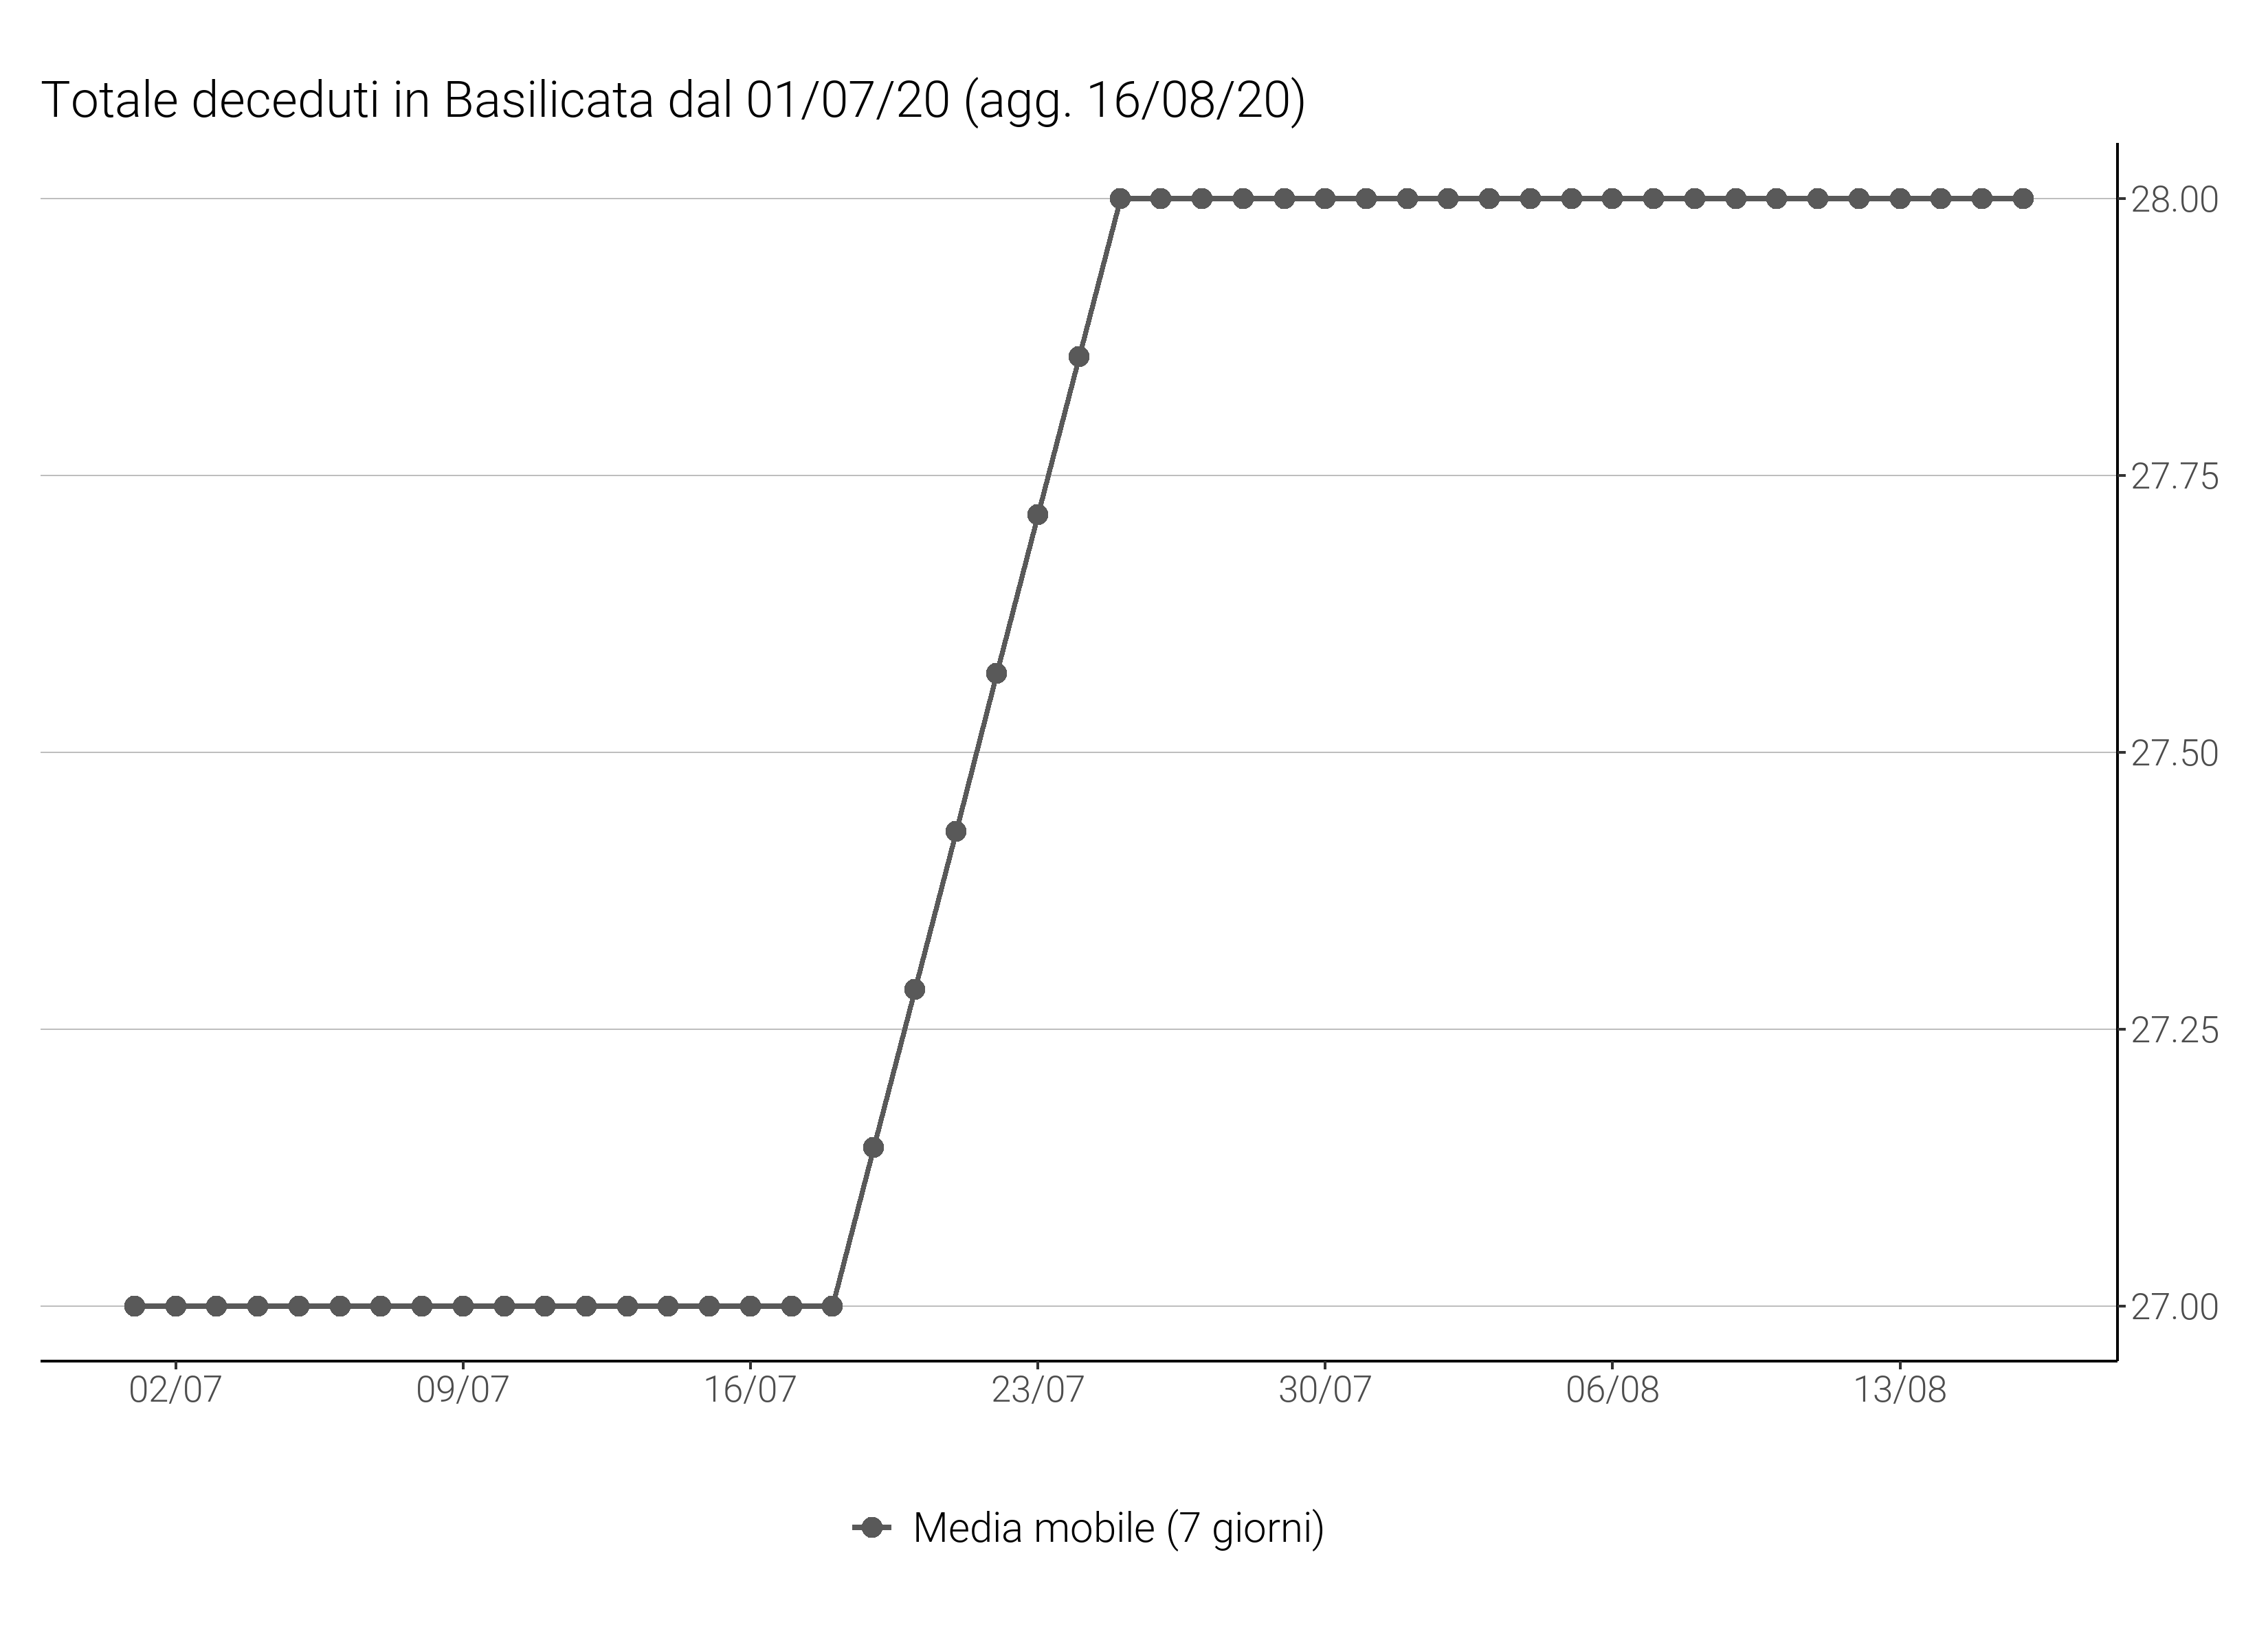 Totale deceduti in Basilicata dal 01/07/20 (agg. 16/08/20)
28.00
27.75
27.50
27.25
27.00
02/07 09/07 16/07 23/07 30/07 06/08 13/08
Media mobile (7 giorni)